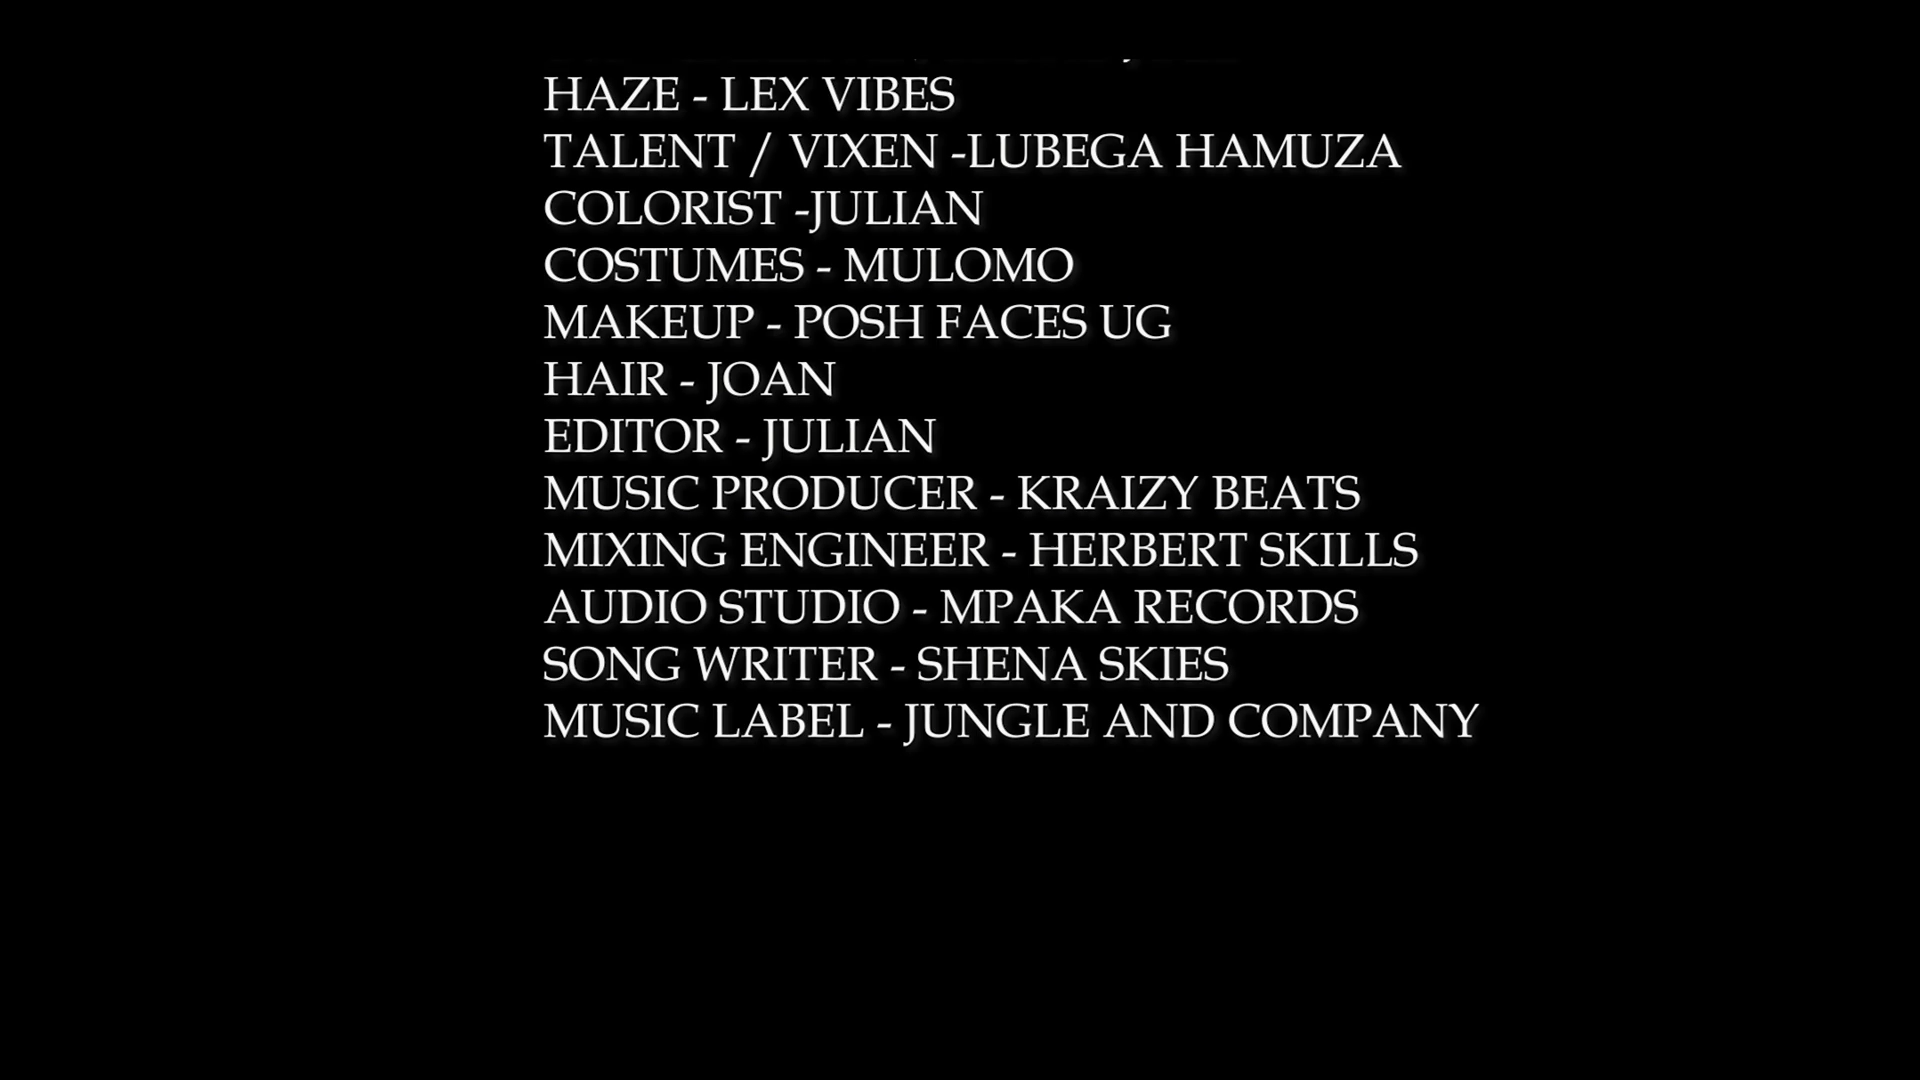 HAZE - LEX VIBES
TALENT / VIXEN -LUBEGA HAMUZA
COLORIST -JULIAN
COSTUMES - MULOMO
MAKEUP - POSH FACES UG
HAIR - JOAN
EDITOR - JULIAN
MUSIC PRODUCER - KRAIZY BEATS
MIXING ENGINEER - HERBERT SKILLS
AUDIO STUDIO - MPAKA RECORDS
SONG WRITER - SHENA SKIES
MUSIC LABEL - JUNGLE AND COMPANY